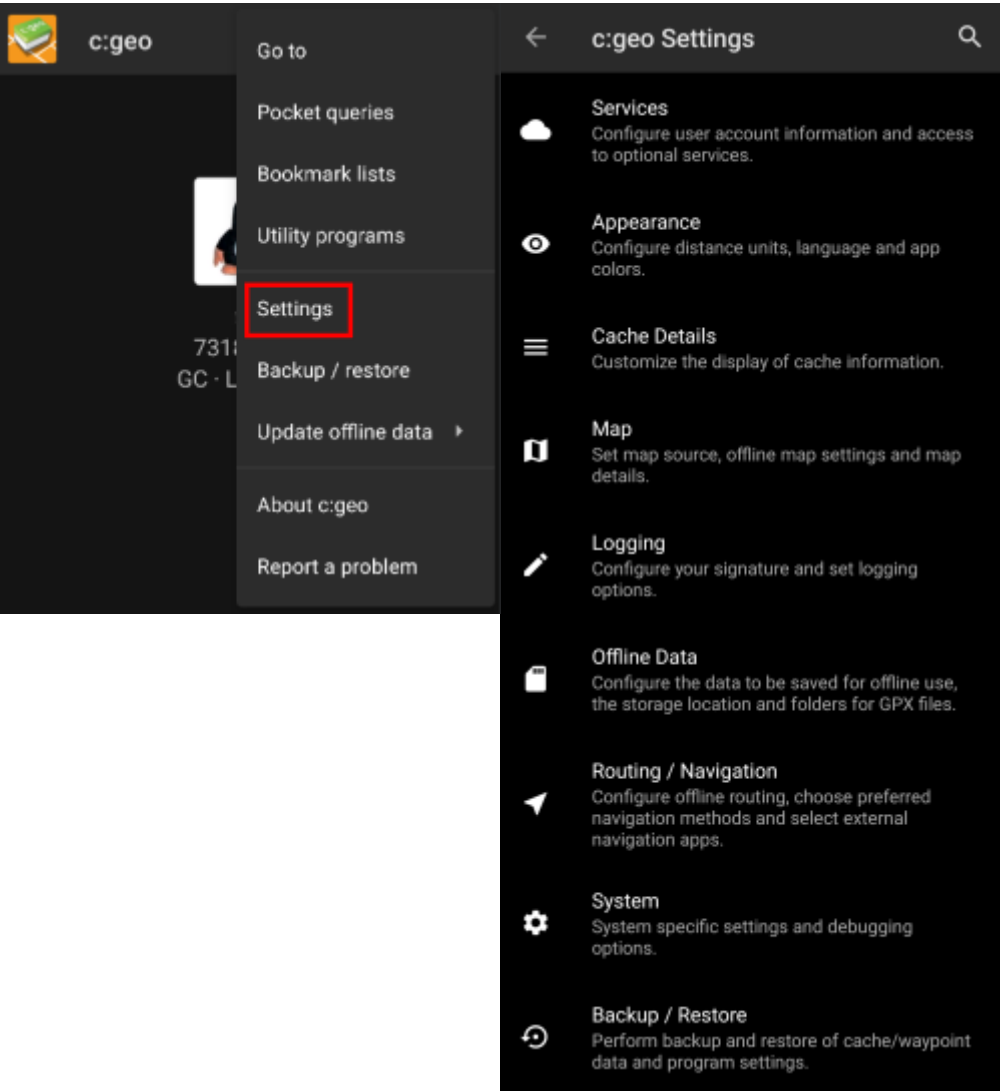 c:geo
Go to
Pocket queries
Bookmark lists
Utility programs
Settings
7318
GC · L
Backup / restore
Update offline data
About c:geo
Report a problem
c:geo Settings
Services
Configure user account information and access
to optional services.
Appearance
Configure distance units, language and app
colors.
Cache Details
Customize the display of cache information.
Map
Set map source, offline map settings and map
details.
Logging
Configure your signature and set logging
options.
Offline Data
Configure the data to be saved for offline use,
the storage location and folders for GPX files.
Routing / Navigation
Configure offline routing, choose preferred
navigation methods and select external
navigation apps.
System
System specific settings and debugging
options.
Backup / Restore
Perform backup and restore of cache/waypoint
data and program settings.